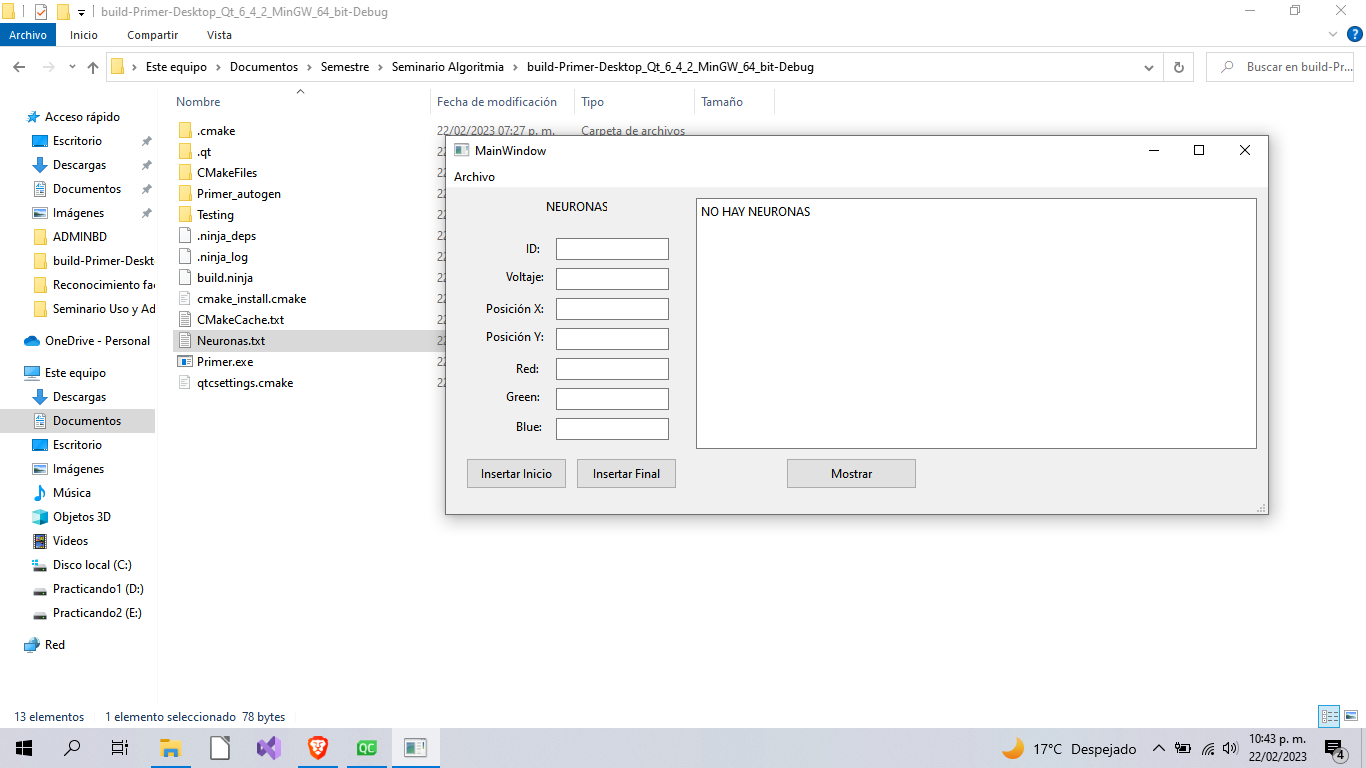 build-Primer-Desktop_Qt_6_4_2_MinGW_64_bit-Debug
Archivo Inicio Compartir Vista
Este equipo Documentos Semestre Seminario Algoritmia build-Primer-Desktop_Qt_6_4_2_MinGW_64_bit-Debug
Buscar en build-Pr...
Acceso rápido
Escritorio
Descargas
Documentos
Imágenes
ADMINBD
build-Primer-Deskt
Reconocimiento fac
Seminario Uso y Ad
OneDrive - Personal
Este equipo
Descargas
Documentos
Escritorio
Imágenes
Música
Objetos 3D
Videos
Disco local (C:)
Practicando1 (D:)
Practicando2 (E:)
Red
Nombre Fecha de modificación Tipo Tamaño
.cmake 22/02/2023 07:27 p. m. Carpeta de archivos
.qt 22
CMakeFiles 22
Primer_autogen 22
Testing 22
.ninja_deps 22
.ninja_log 22
build.ninja 22
cmake_install.cmake 22
CMakeCache.txt 22
Neuronas.txt 22
Primer.exe 22
qtcsettings.cmake 22
MainWindow
Archivo
NEURONAS
ID:
Voltaje:
Posición X:
Posición Y:
Red:
Green:
Blue:
Insertar Inicio Insertar Final
NO HAY NEURONAS
Mostrar
13 elementos 1 elemento seleccionado 78 bytes
QC
17°C Despejado
10:43 p. m.
22/02/2023
4